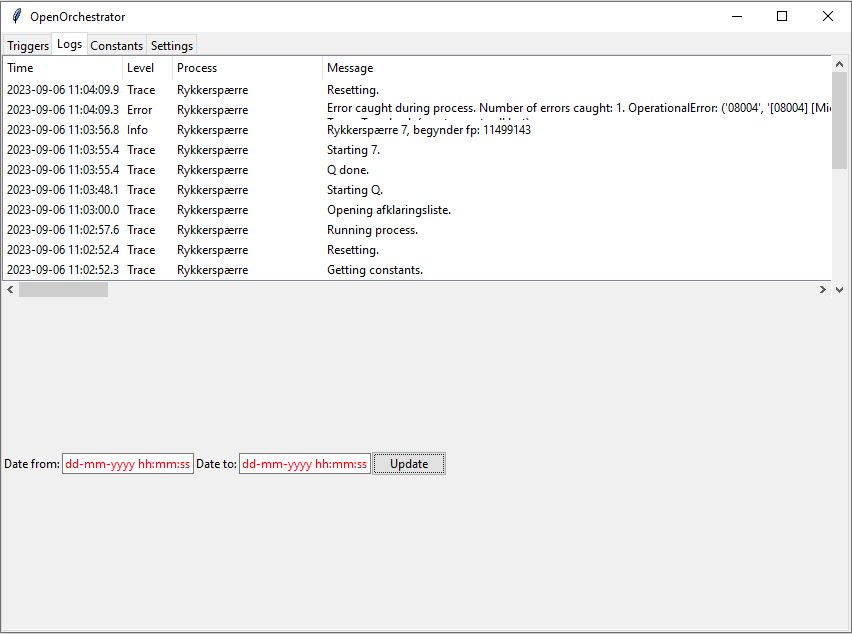 OpenOrchestrator
Triggers Logs Constants Settings
Time Level Process Message
2023-09-06 11:04:09.9 Trace Rykkerspærre Resetting.
2023-09-06 11:04:09.3 Error Rykkerspærre Error caught during process. Number of errors caught: 1. OperationalError: ('08004', '[08004] [Mi
2023-09-06 11:03:56.8 Info Rykkerspærre Rykkerspærre 7, begynder fp: 11499143
2023-09-06 11:03:55.4 Trace Rykkerspærre Starting 7.
2023-09-06 11:03:55.4 Trace Rykkerspærre Q done.
2023-09-06 11:03:48.1 Trace Rykkerspærre Starting Q.
2023-09-06 11:03:00.0 Trace Rykkerspærre Opening afklaringsliste.
2023-09-06 11:02:57.6 Trace Rykkerspærre Running process.
2023-09-06 11:02:52.4 Trace Rykkerspærre Resetting.
2023-09-06 11:02:52.3 Trace Rykkerspærre Getting constants.
Date from: dd-mm-yyyy hh:mm:ss Date to: dd-mm-yyyy hh:mm:ss Update